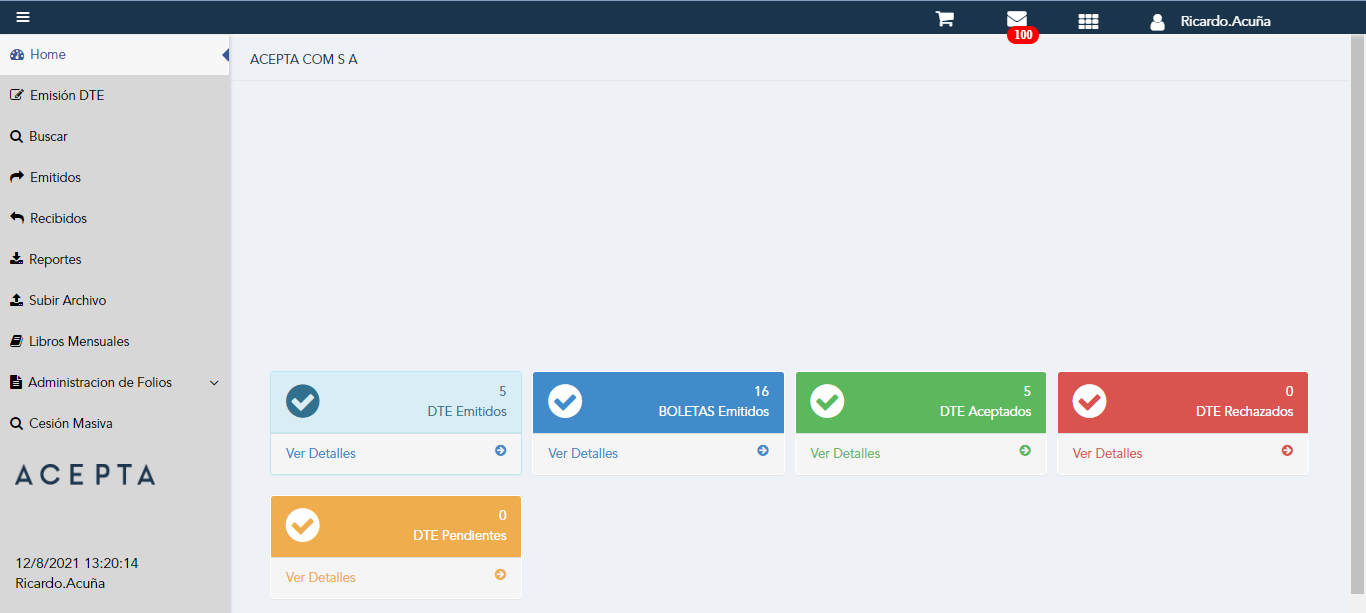 100
Ricardo.Acuña
Home
ACEPTA COM S A
Emisión DTE
Buscar
Emitidos
Recibidos
Reportes
Subir Archivo
Libros Mensuales
Administracion de Folios
Cesión Masiva
ACEPTA
12/8/2021 13:20:14
Ricardo.Acuña
5
DTE Emitidos
Ver Detalles
16
BOLETAS Emitidos
Ver Detalles
5
DTE Aceptados
Ver Detalles
0
DTE Rechazados
Ver Detalles
0
DTE Pendientes
Ver Detalles